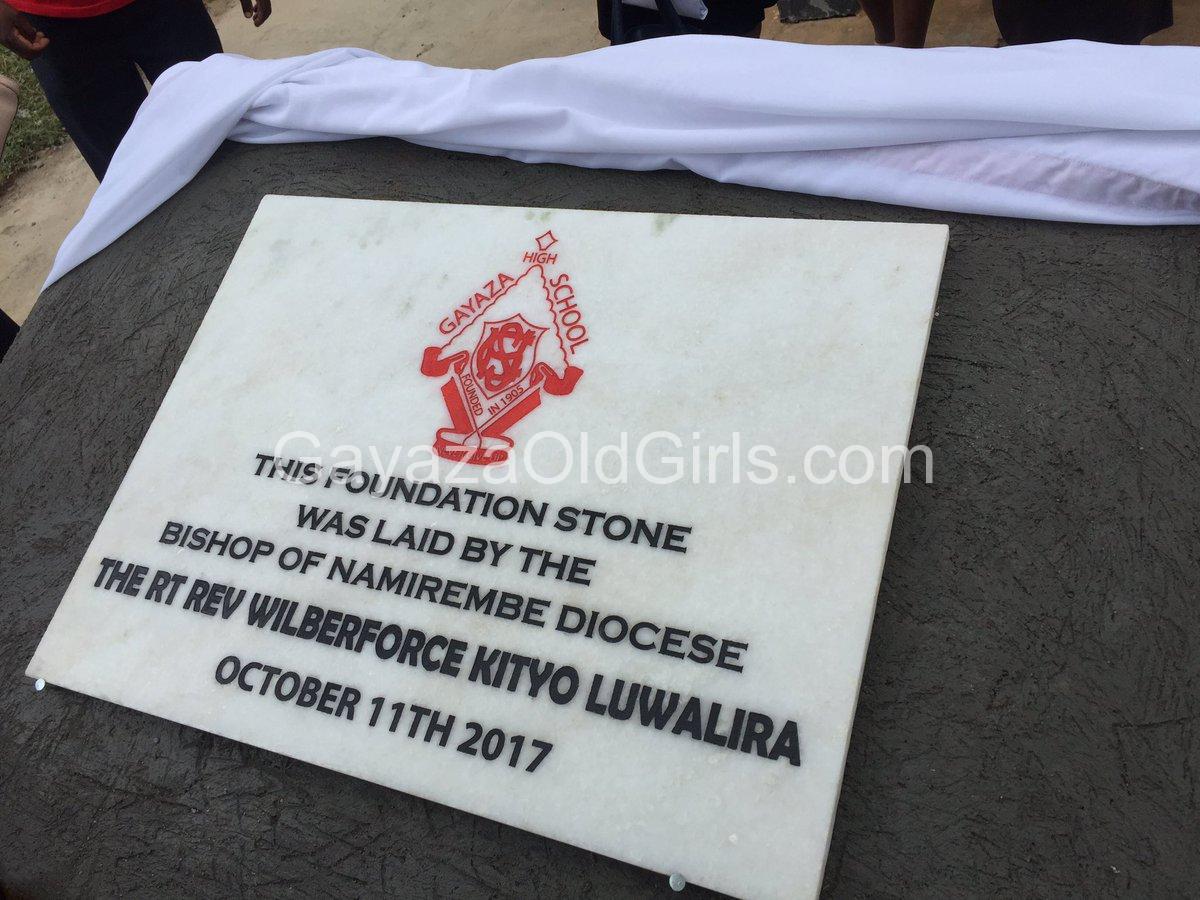 HIGH
GAYAZA SCHOOL
FOUNDED IN 1905
GayazaOldGirls.com
THIS FOUNDATION STONE
WAS LAID BY THE
BISHOP OF NAMIREMBE DIOCESE
THE RT REV WILBERFORCE KITYO LUWALIRA
OCTOBER 11TH 2017